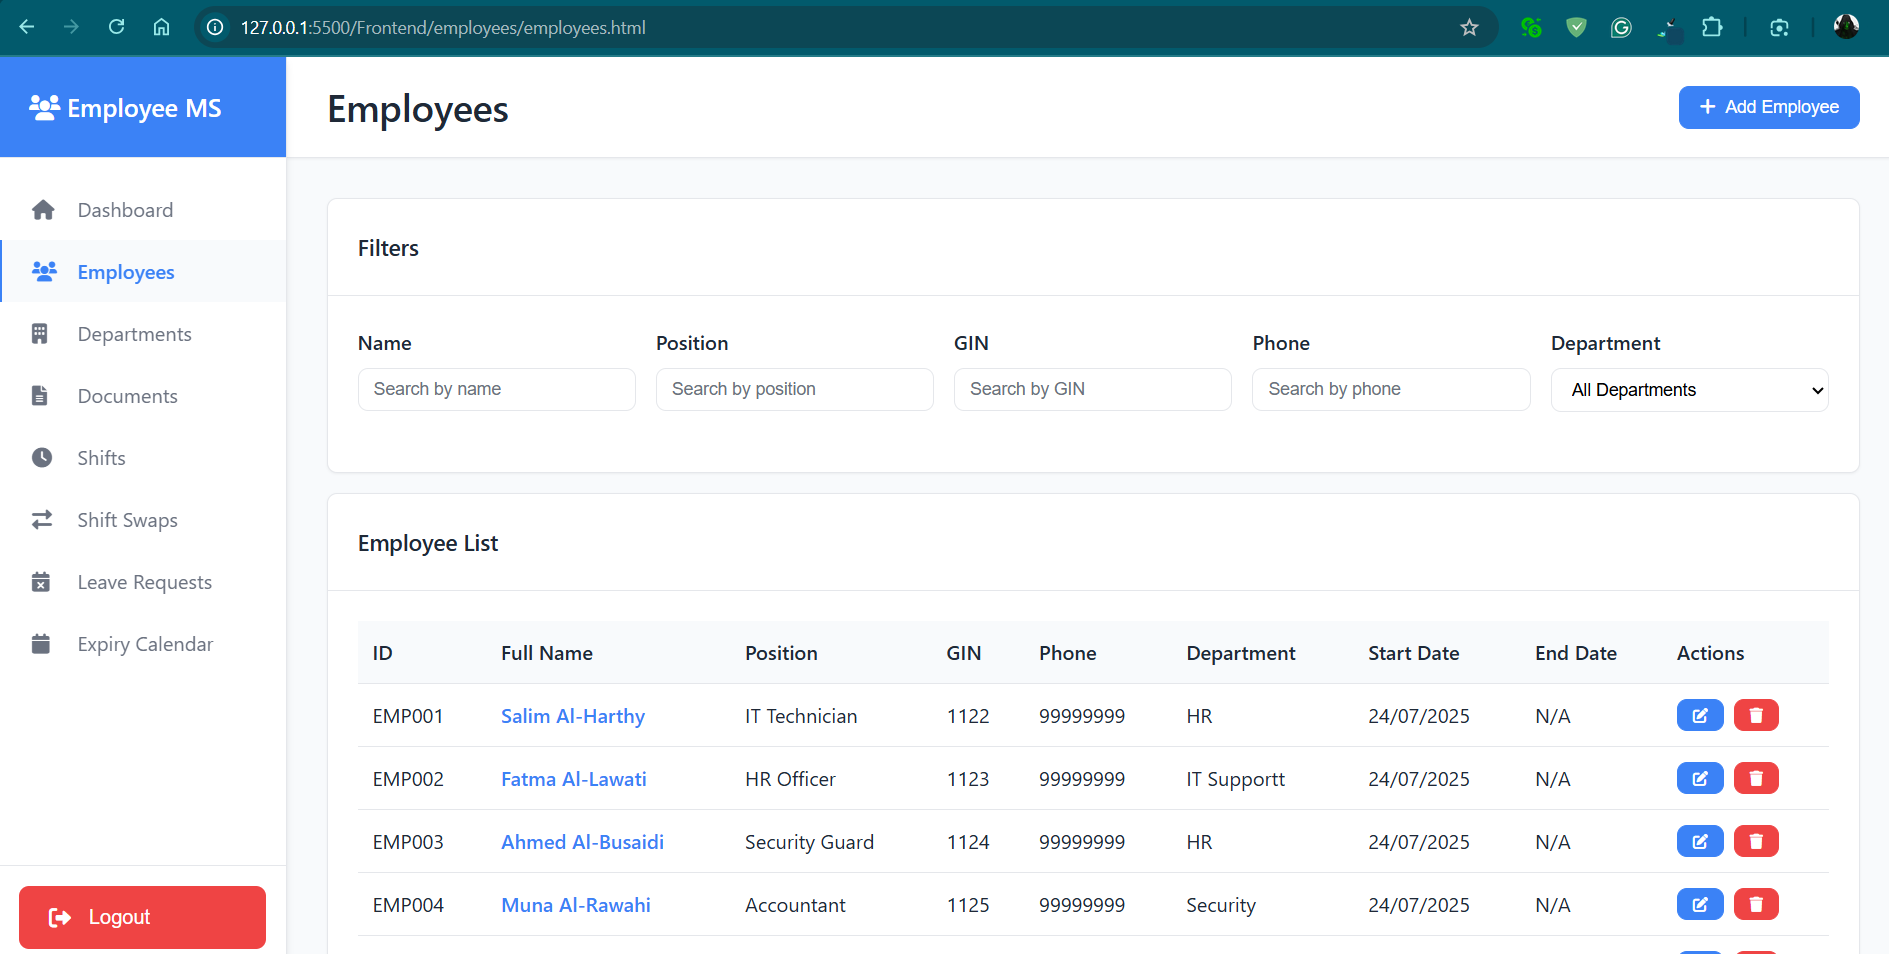 127.0.0.1:5500/Frontend/employees/employees.html
Employee MS
Dashboard
Employees
Departments
Documents
Shifts
Shift Swaps
Leave Requests
Expiry Calendar
Logout
Employees
Add Employee
Filters
Name Position GIN Phone Department
Search by name Search by position Search by GIN Search by phone All Departments
Employee List
ID Full Name Position GIN Phone Department Start Date End Date Actions
EMP001 Salim Al-Harthy IT Technician 1122 99999999 HR 24/07/2025 N/A
EMP002 Fatma Al-Lawati HR Officer 1123 99999999 IT Supportt 24/07/2025 N/A
EMP003 Ahmed Al-Busaidi Security Guard 1124 99999999 HR 24/07/2025 N/A
EMP004 Muna Al-Rawahi Accountant 1125 99999999 Security 24/07/2025 N/A